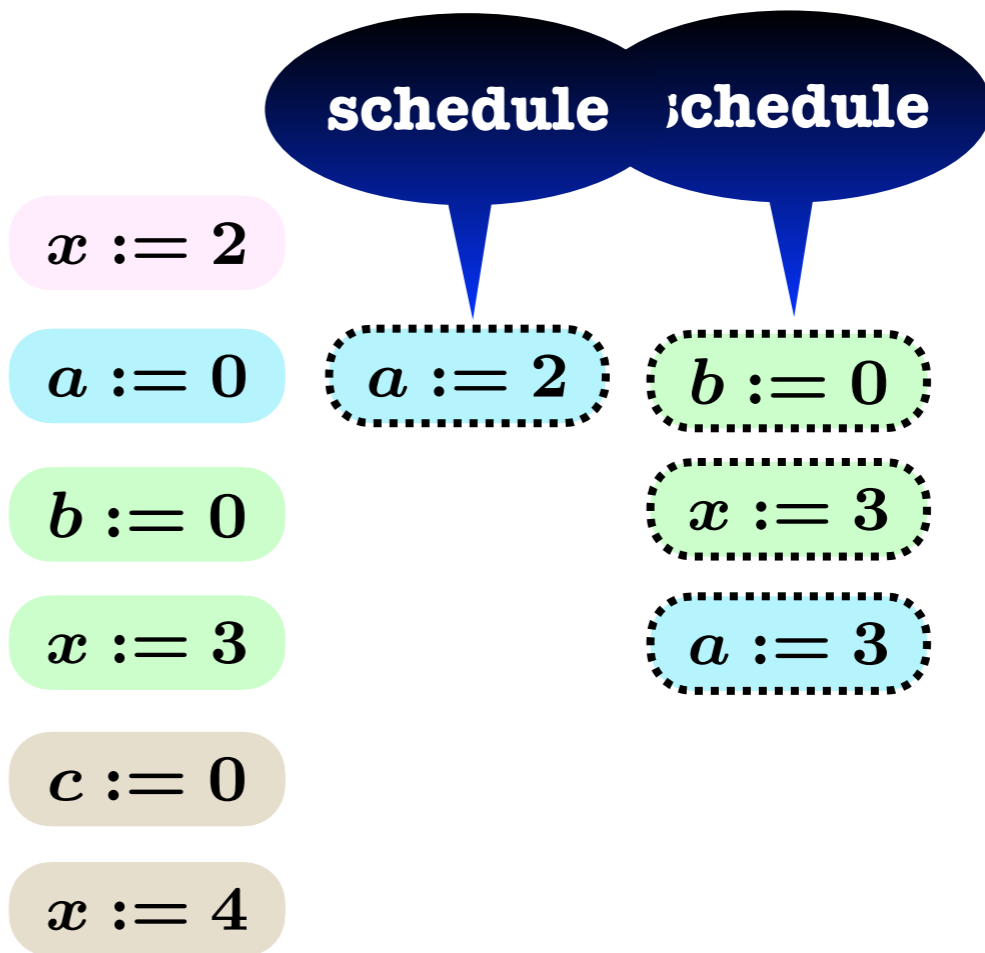 schedule
chedule
x := 2
a := 0
a := 2
b := 0
b := 0
x := 3
x := 3
a := 3
c := 0
x := 4